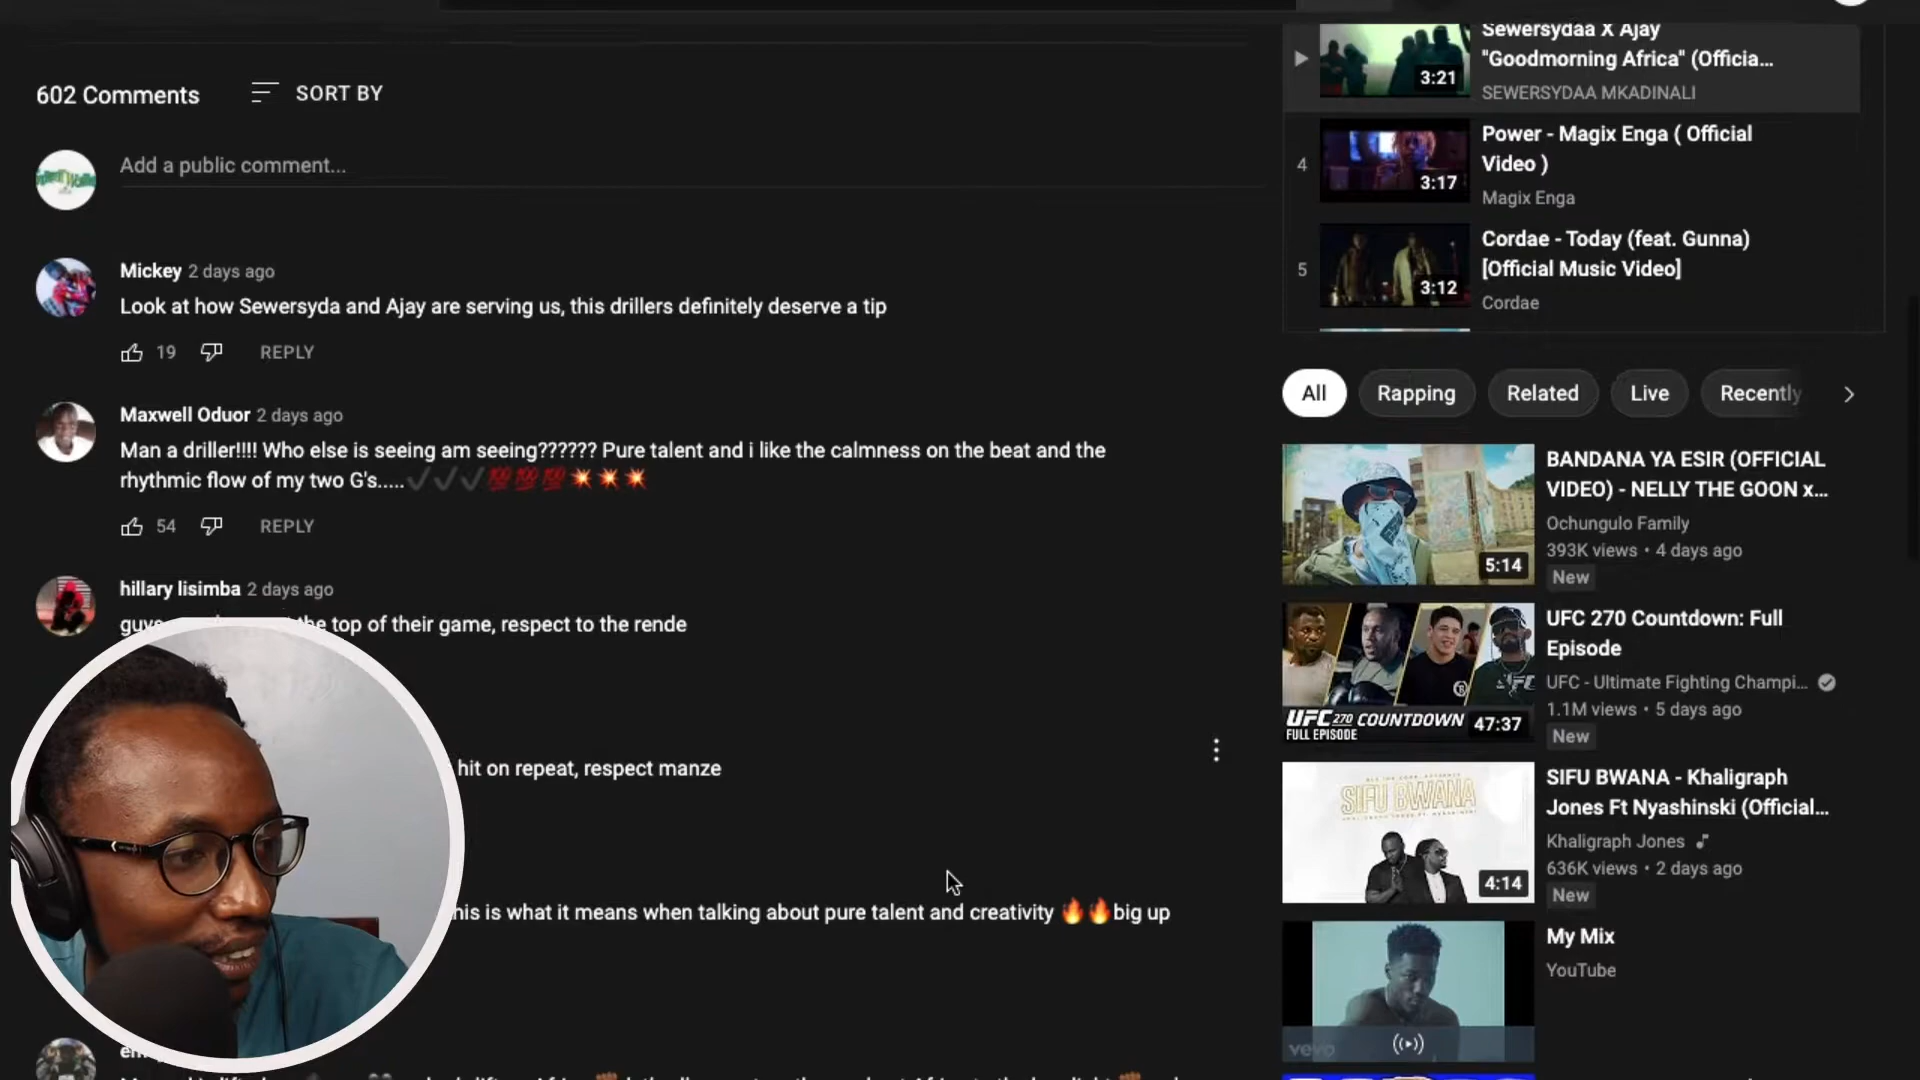 602 Comments
SORT BY
Add a public comment...
Mickey 2 days ago
Look at how Sewersyda and Ajay are serving us, this drillers definitely deserve a tip
19 REPLY
Maxwell Oduor 2 days ago
Man a driller!!!! Who else is seeing am seeing?????? Pure talent and i like the calmness on the beat and the
rhythmic flow of my two G's.....✓✓✓💯💯💯💥💥💥
54 REPLY
hillary lisimba 2 days ago
guys the top of their game, respect to the rende
hit on repeat, respect manze
his is what it means when talking about pure talent and creativity 🔥🔥big up
Sewersydaa X Ajay
"Goodmorning Africa" (Officia...
SEWERSYDAA MKADINALI
3:21
4
Power - Magix Enga ( Official
Video )
Magix Enga
3:17
5
Cordae - Today (feat. Gunna)
[Official Music Video]
Cordae
3:12
All Rapping Related Live Recently
BANDANA YA ESIR (OFFICIAL
VIDEO) - NELLY THE GOON x...
Ochungulo Family
393K views • 4 days ago
New
5:14
UFC 270 Countdown: Full
Episode
UFC - Ultimate Fighting Champi...
1.1M views • 5 days ago
New
UFC 270 COUNTDOWN
FULL EPISODE
47:37
SIFU BWANA - Khaligraph
Jones Ft Nyashinski (Official...
Khaligraph Jones
636K views • 2 days ago
New
SIFU BWANA
4:14
My Mix
YouTube
vevo